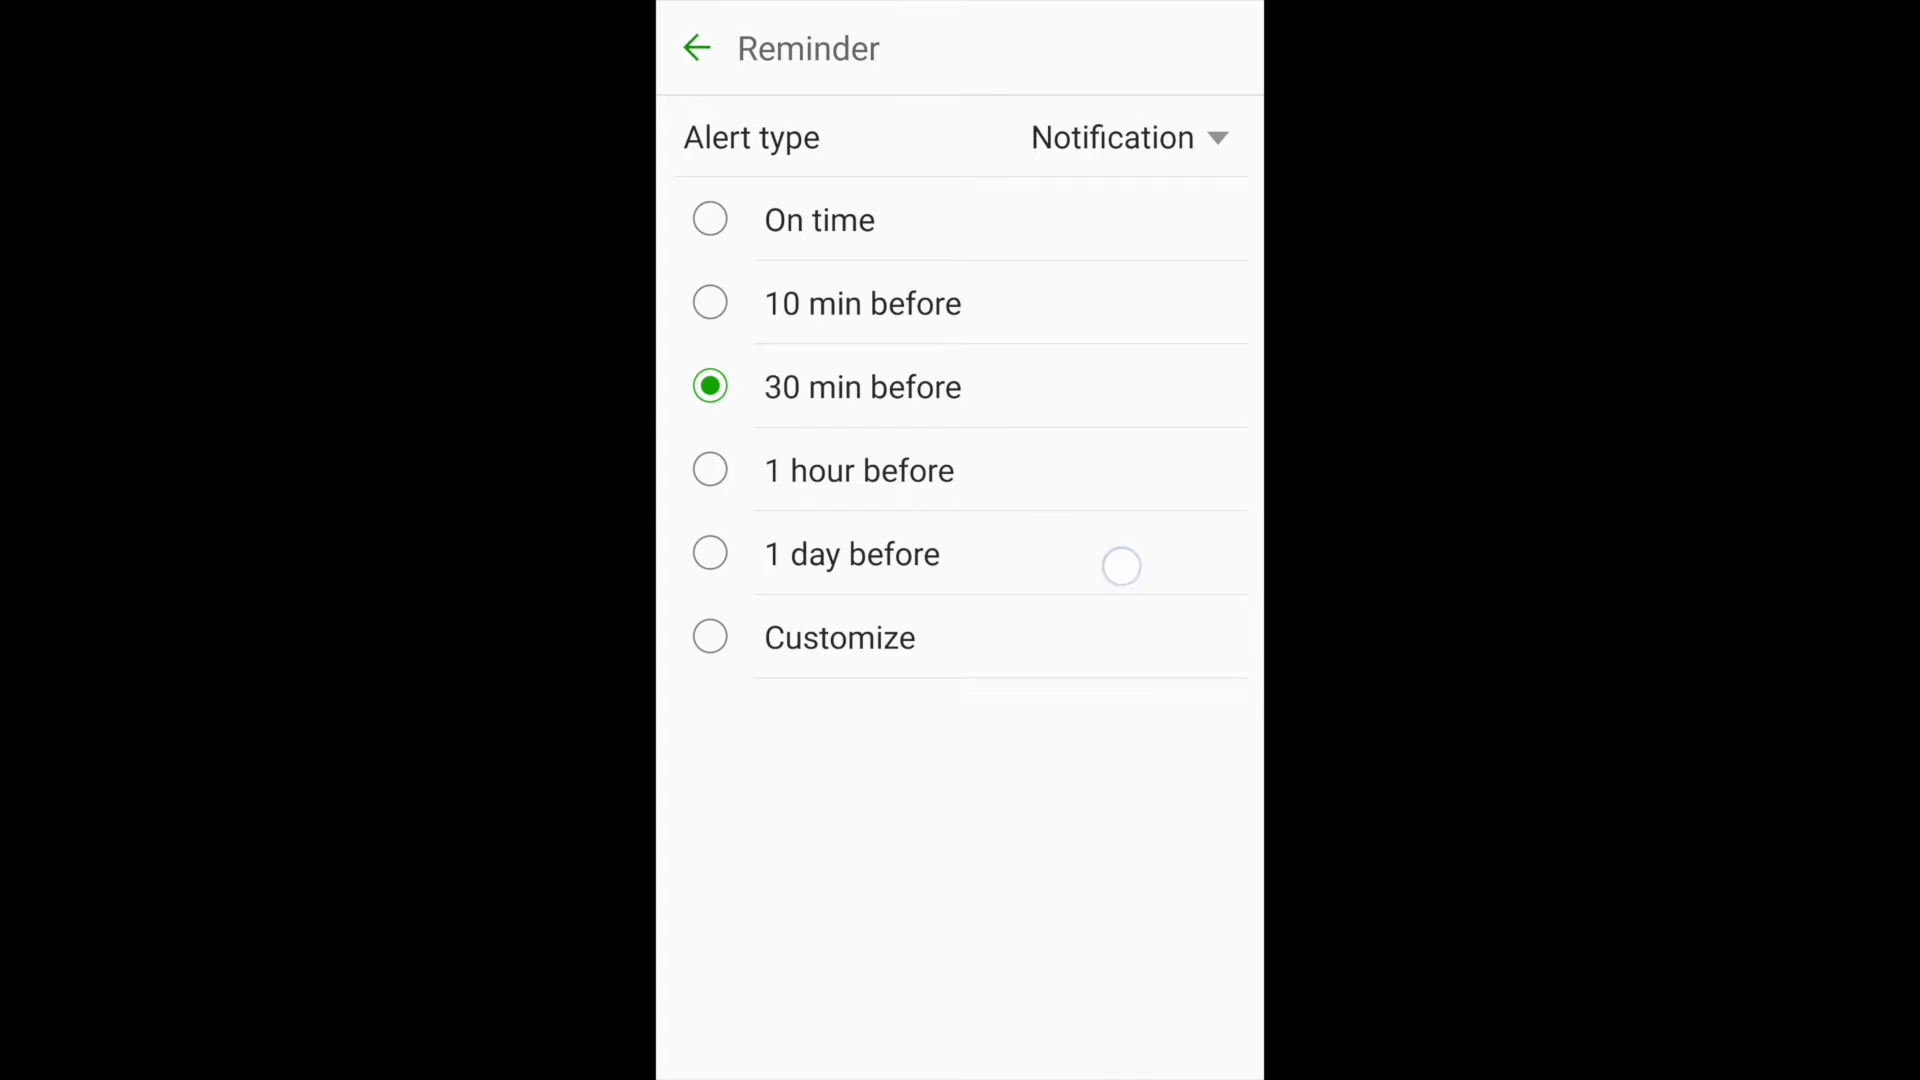 Reminder
Alert type Notification
On time
10 min before
30 min before
1 hour before
1 day before
Customize